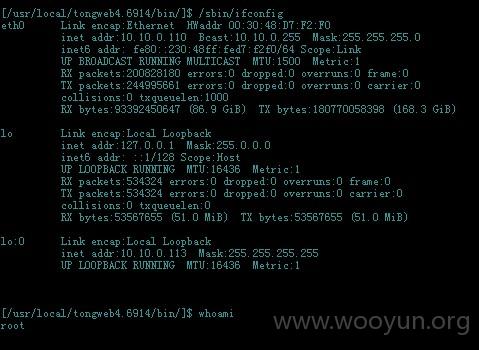 [/usr/local/tongweb4.6914/bin/]$ /sbin/ifconfig
eth0 Link encap:Ethernet HWaddr 00:30:48:D7:F2:F0
inet addr:10.10.0.110 Bcast:10.10.0.255 Mask:255.255.255.0
inet6 addr: fe80::230:48ff:fed7:f2f0/64 Scope:Link
UP BROADCAST RUNNING MULTICAST MTU:1500 Metric:1
RX packets:200828180 errors:0 dropped:0 overruns:0 frame:0
TX packets:244995661 errors:0 dropped:0 overruns:0 carrier:0
collisions:0 txqueuelen:1000
RX bytes:93392450647 (86.9 GiB) TX bytes:180770058398 (168.3 GiB)
lo Link encap:Local Loopback
inet addr:127.0.0.1 Mask:255.0.0.0
inet6 addr: ::1/128 Scope:Host
UP LOOPBACK RUNNING MTU:16436 Metric:1
RX packets:534324 errors:0 dropped:0 overruns:0 frame:0
TX packets:534324 errors:0 dropped:0 overruns:0 carrier:0
collisions:0 txqueuelen:0
RX bytes:53567655 (51.0 MiB) TX bytes:53567655 (51.0 MiB)
lo:0 Link encap:Local Loopback
inet addr:10.10.0.113 Mask:255.255.255.255
UP LOOPBACK RUNNING MTU:16436 Metric:1
[/usr/local/tongweb4.6914/bin/]$ whoami
root
www.wooyun.org